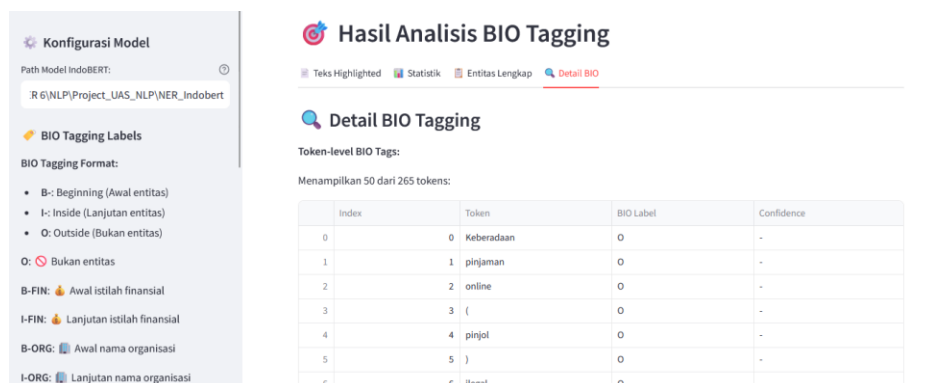 Konfigurasi Model
Path Model IndoBERT:
:R 6\NLP\Project_UAS_NLP\NER_Indobert
BIO Tagging Labels
BIO Tagging Format:
• B-: Beginning (Awal entitas)
• I-: Inside (Lanjutan entitas)
• O: Outside (Bukan entitas)
O: 🚫 Bukan entitas
B-FIN: 💰 Awal istilah finansial
I-FIN: 💰 Lanjutan istilah finansial
B-ORG: 🏢 Awal nama organisasi
I-ORG: 🏢 Lanjutan nama organisasi
Hasil Analisis BIO Tagging
Teks Highlighted Statistik Entitas Lengkap Detail BIO
Detail BIO Tagging
Token-level BIO Tags:
Menampilkan 50 dari 265 tokens:
Index Token BIO Label Confidence
0 0 Keberadaan O -
1 1 pinjaman O -
2 2 online O -
3 3 ( O -
4 4 pinjol O -
5 5 ) O -
6 6 ilegal O -